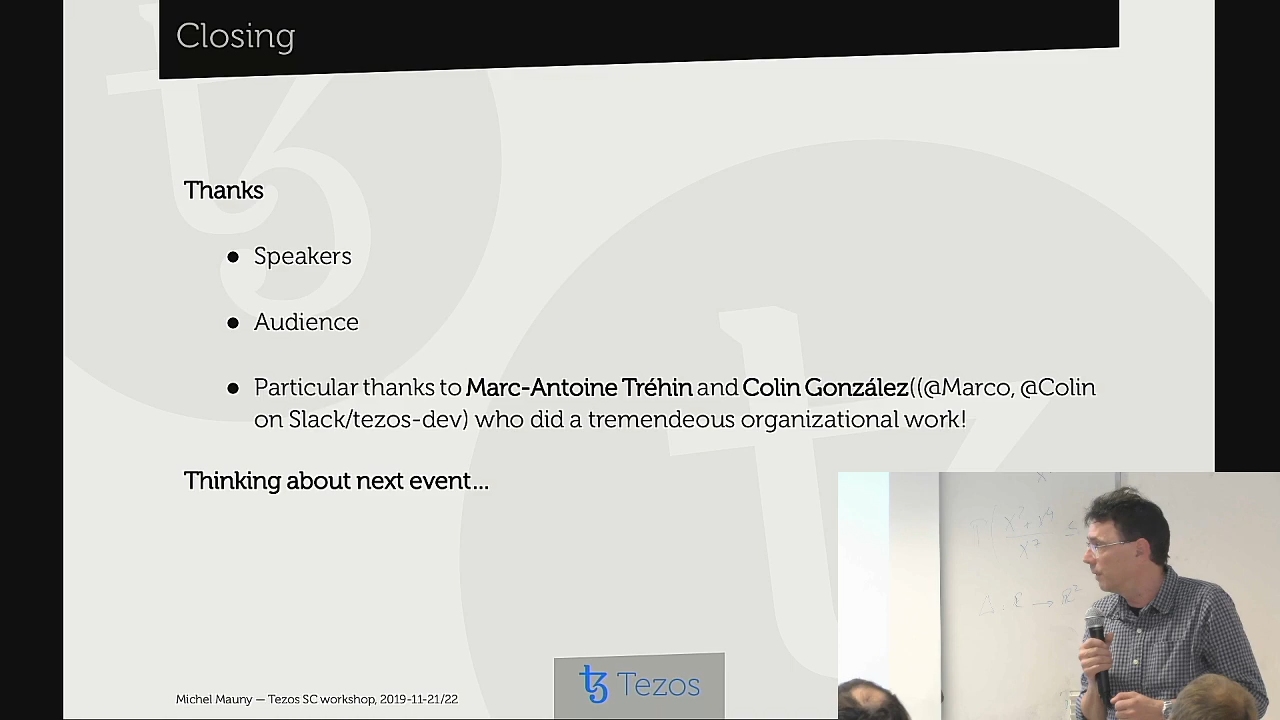 Closing
Thanks
● Speakers
● Audience
● Particular thanks to Marc-Antoine Tréhin and Colin González((@Marco, @Colin
on Slack/tezos-dev) who did a tremendeous organizational work!
Thinking about next event...
Michel Mauny — Tezos SC workshop, 2019-11-21/22
Tezos